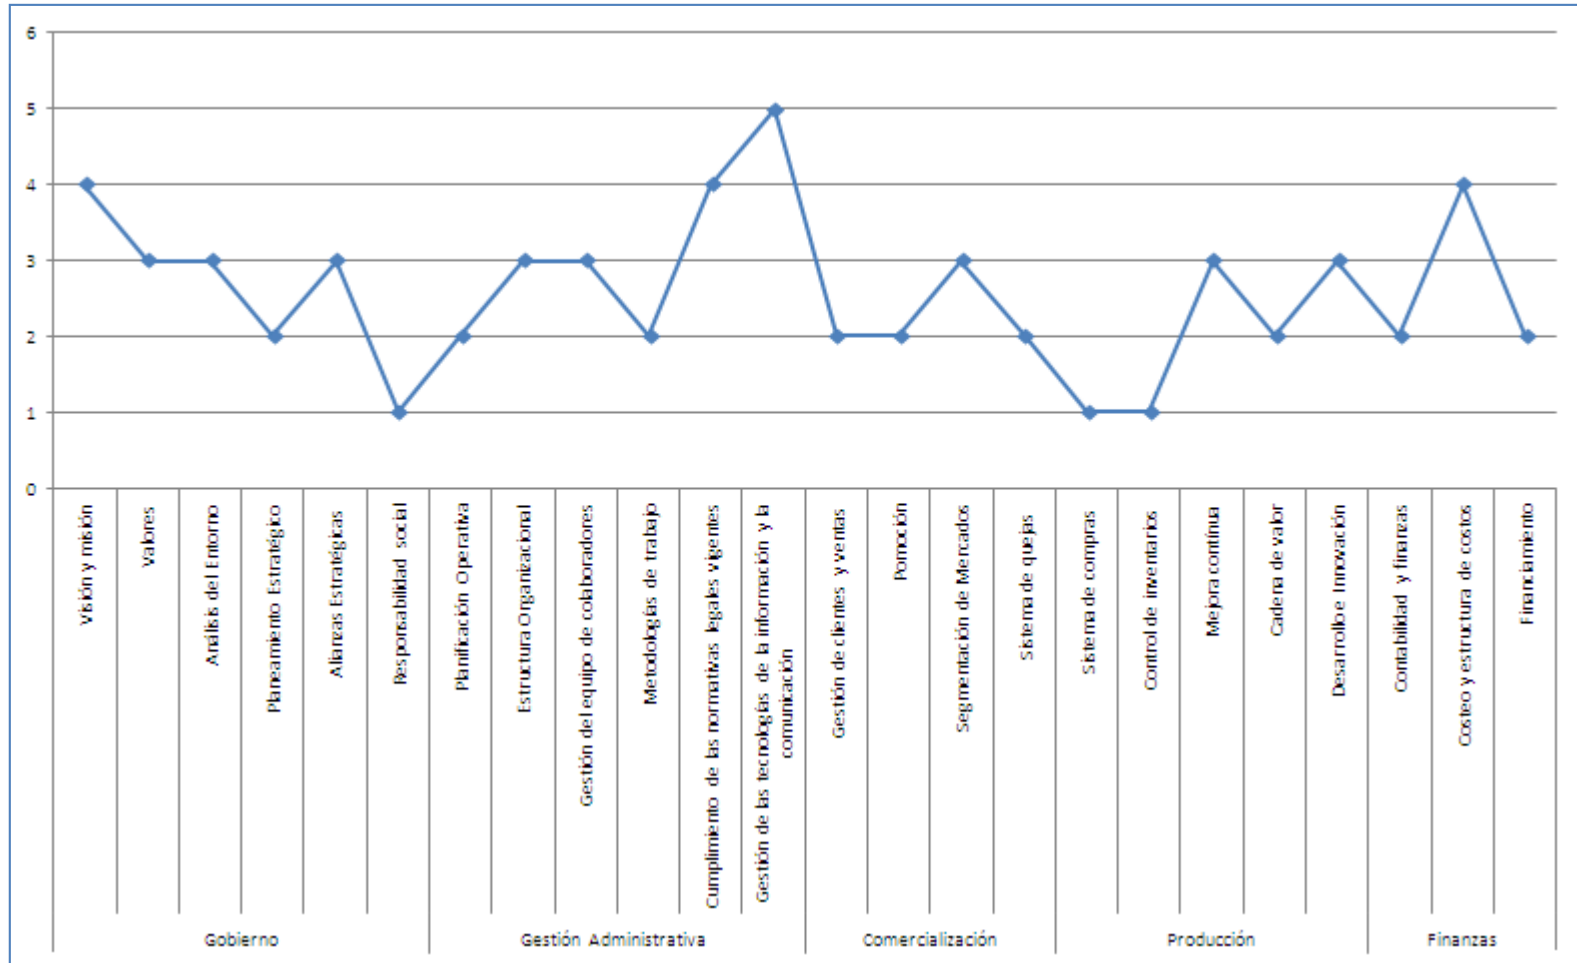 6
5
4
3
2
1
0
Visión y misión
Valores
Análisis del Entorno
Planeamiento Estratégico
Alianzas Estratégicas
Responsabilidad social
Planificación Operativa
Estructura Organizacional
Gestión del equipo de colaboradores
Metodologías de trabajo
Cumplimiento de las normativas legales vigentes
Gestión de las tecnologías de la información y la
comunicación
Gestión de clientes y ventas
Pomoción
Segmentación de Mercados
Sistema de quejas
Sistema de compras
Control de inventarios
Mejora contínua
Cadena de valor
Desarrollo e Innovación
Contabilidad y finanzas
Costeo y estructura de costos
Financiamiento
Gobierno
Gestión Administrativa
Comercialización
Producción
Finanzas